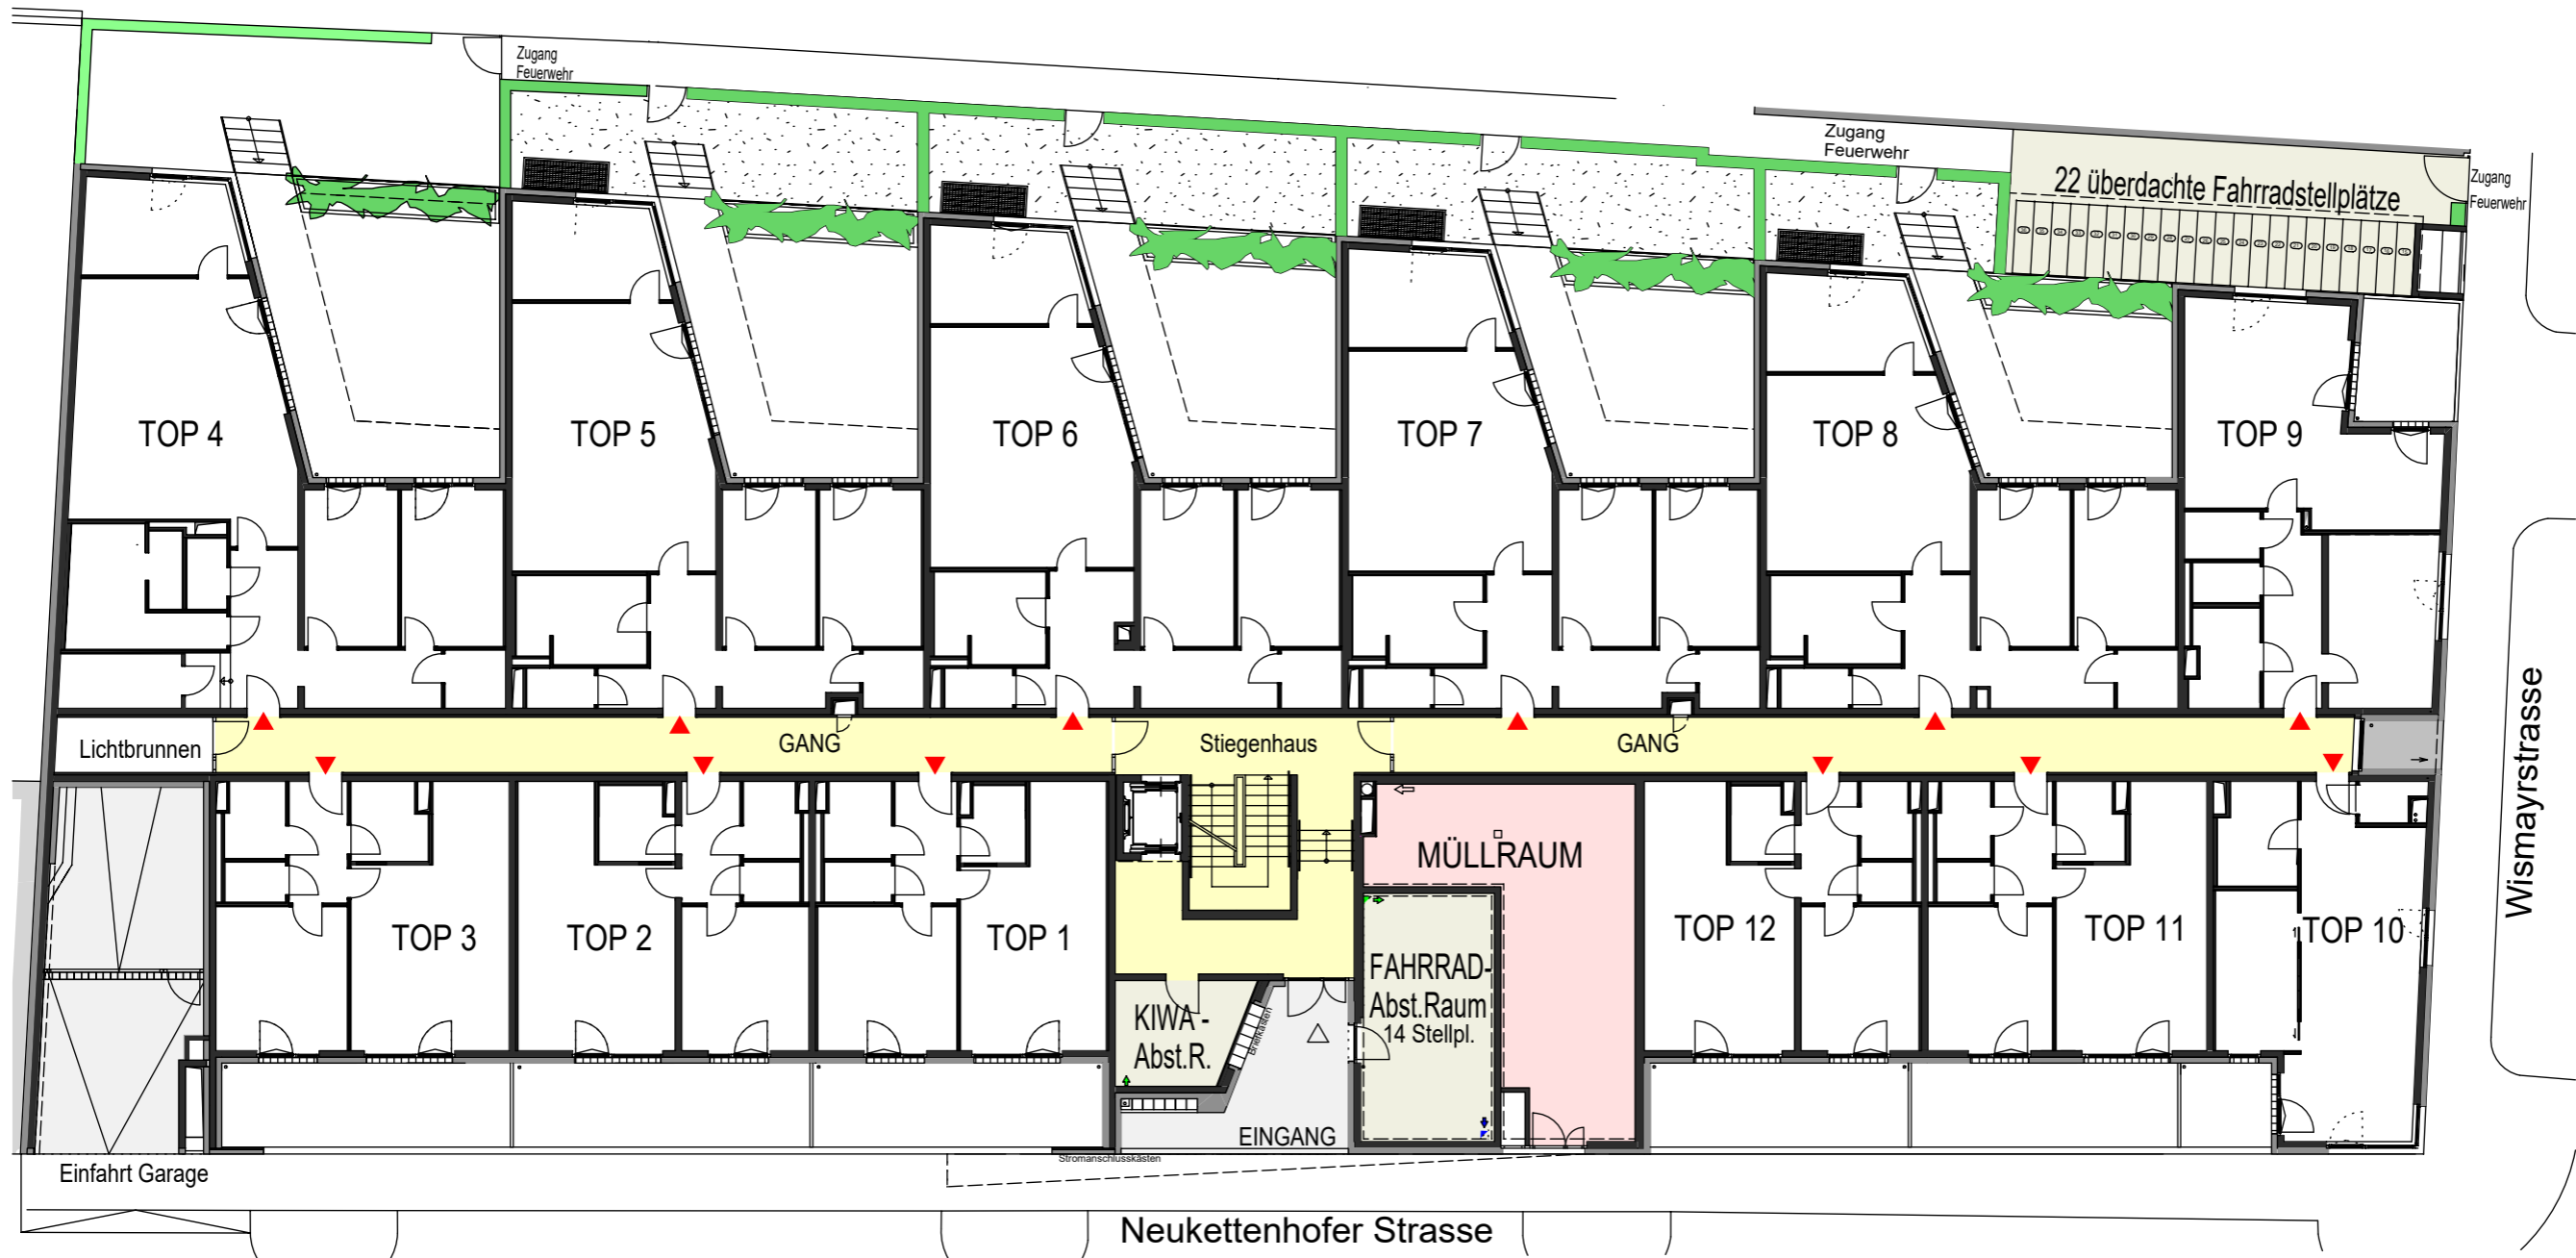 Zugang
Feuerwehr
Zugang
Feuerwehr
22 überdachte Fahrradstellplätze
Zugang
Feuerwehr
TOP 4
TOP 5
TOP 6
TOP 7
TOP 8
TOP 9
Lichtbrunnen
GANG
Stiegenhaus
GANG
Wismayrstrasse
MÜLLRAUM
TOP 3
TOP 2
TOP 1
TOP 12
TOP 11
TOP 10
FAHRRAD-
Abst.Raum
14 Stellpl.
KIWA -
Abst.R.
Briefkästen
EINGANG
Stromanschlusskästen
Einfahrt Garage
Neukettenhofer Strasse